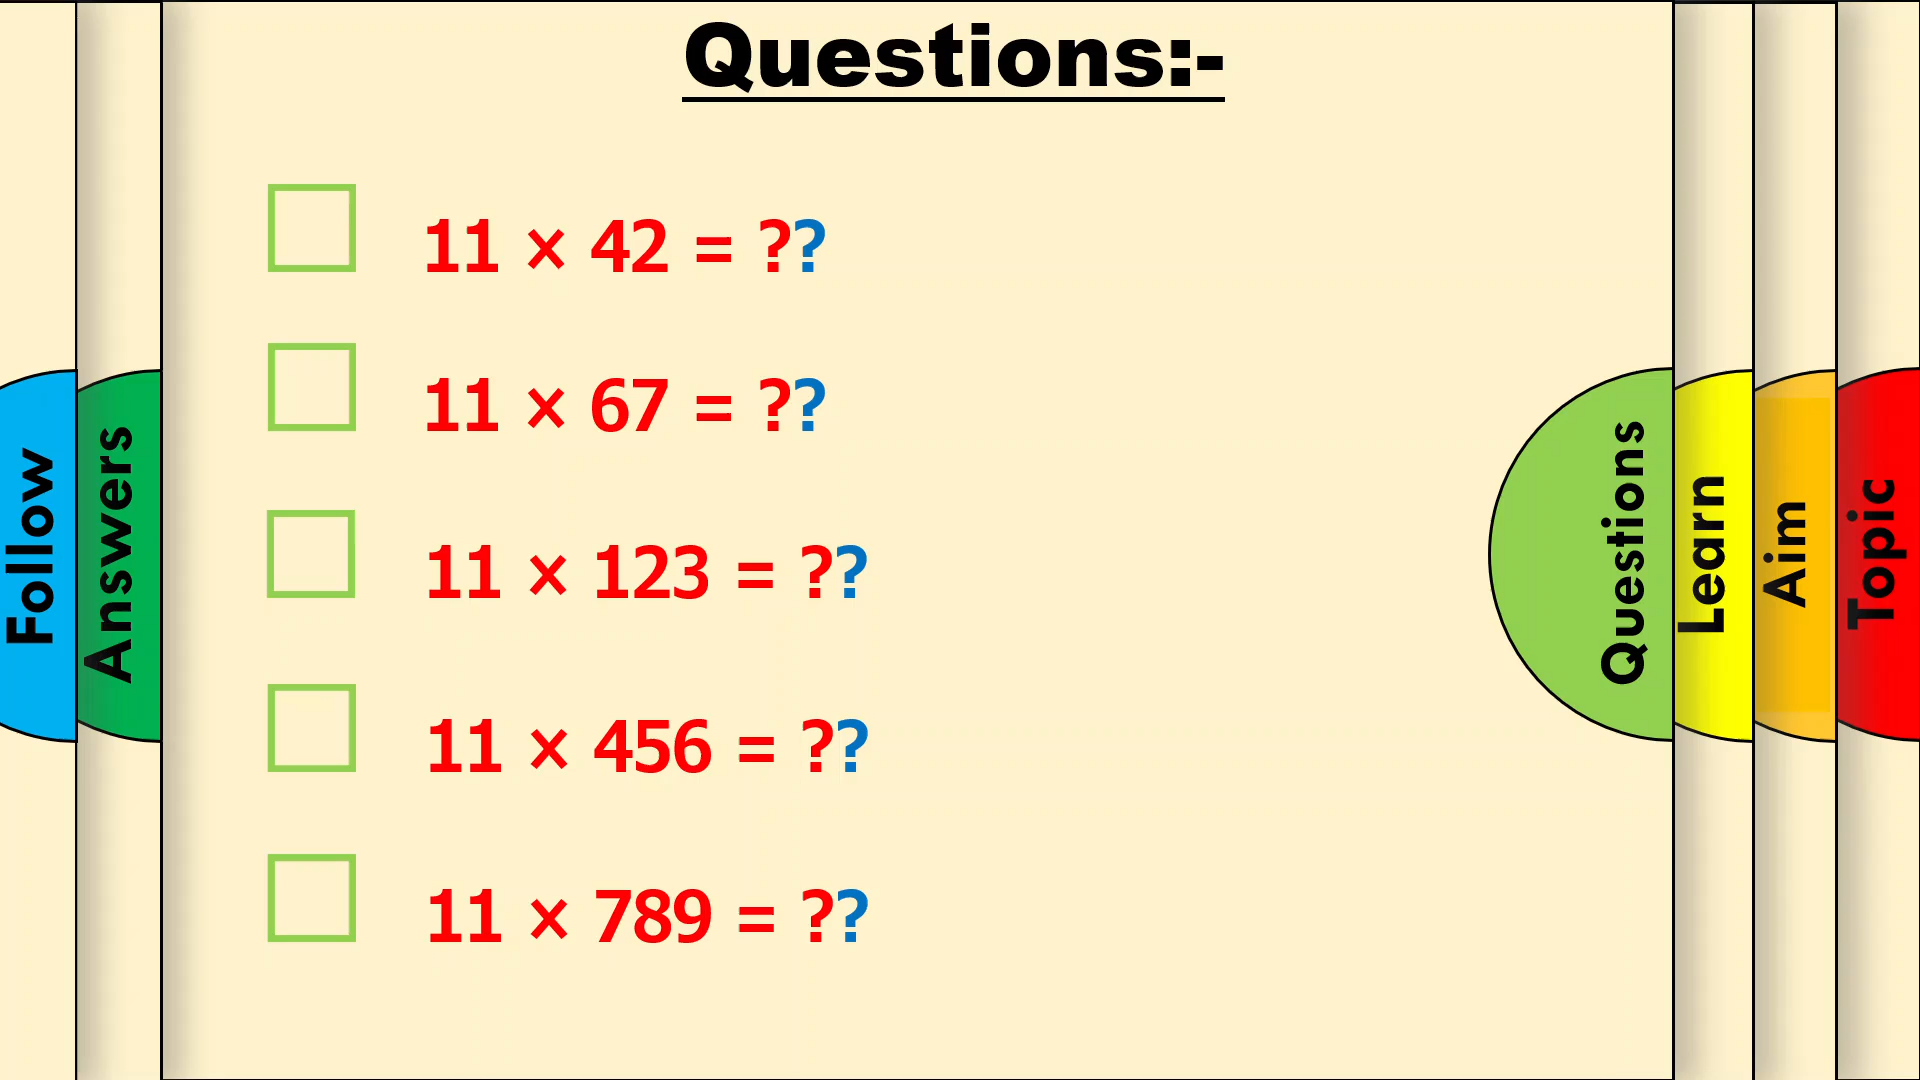 Questions:-
11 × 42 = ??
11 × 67 = ??
11 × 123 = ??
11 × 456 = ??
11 × 789 = ??
Follow
Answers
Questions
Learn
Aim
Topic